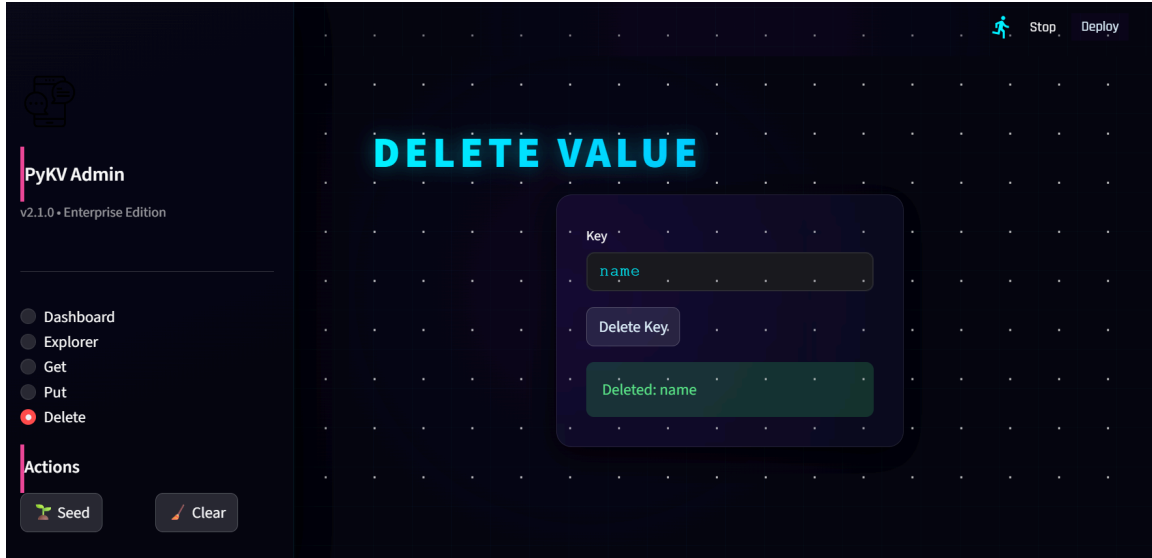 Stop Deploy
DELETE VALUE
PyKV Admin
v2.1.0 • Enterprise Edition
Key
name
Delete Key
Deleted: name
Dashboard
Explorer
Get
Put
Delete
Actions
Seed
Clear